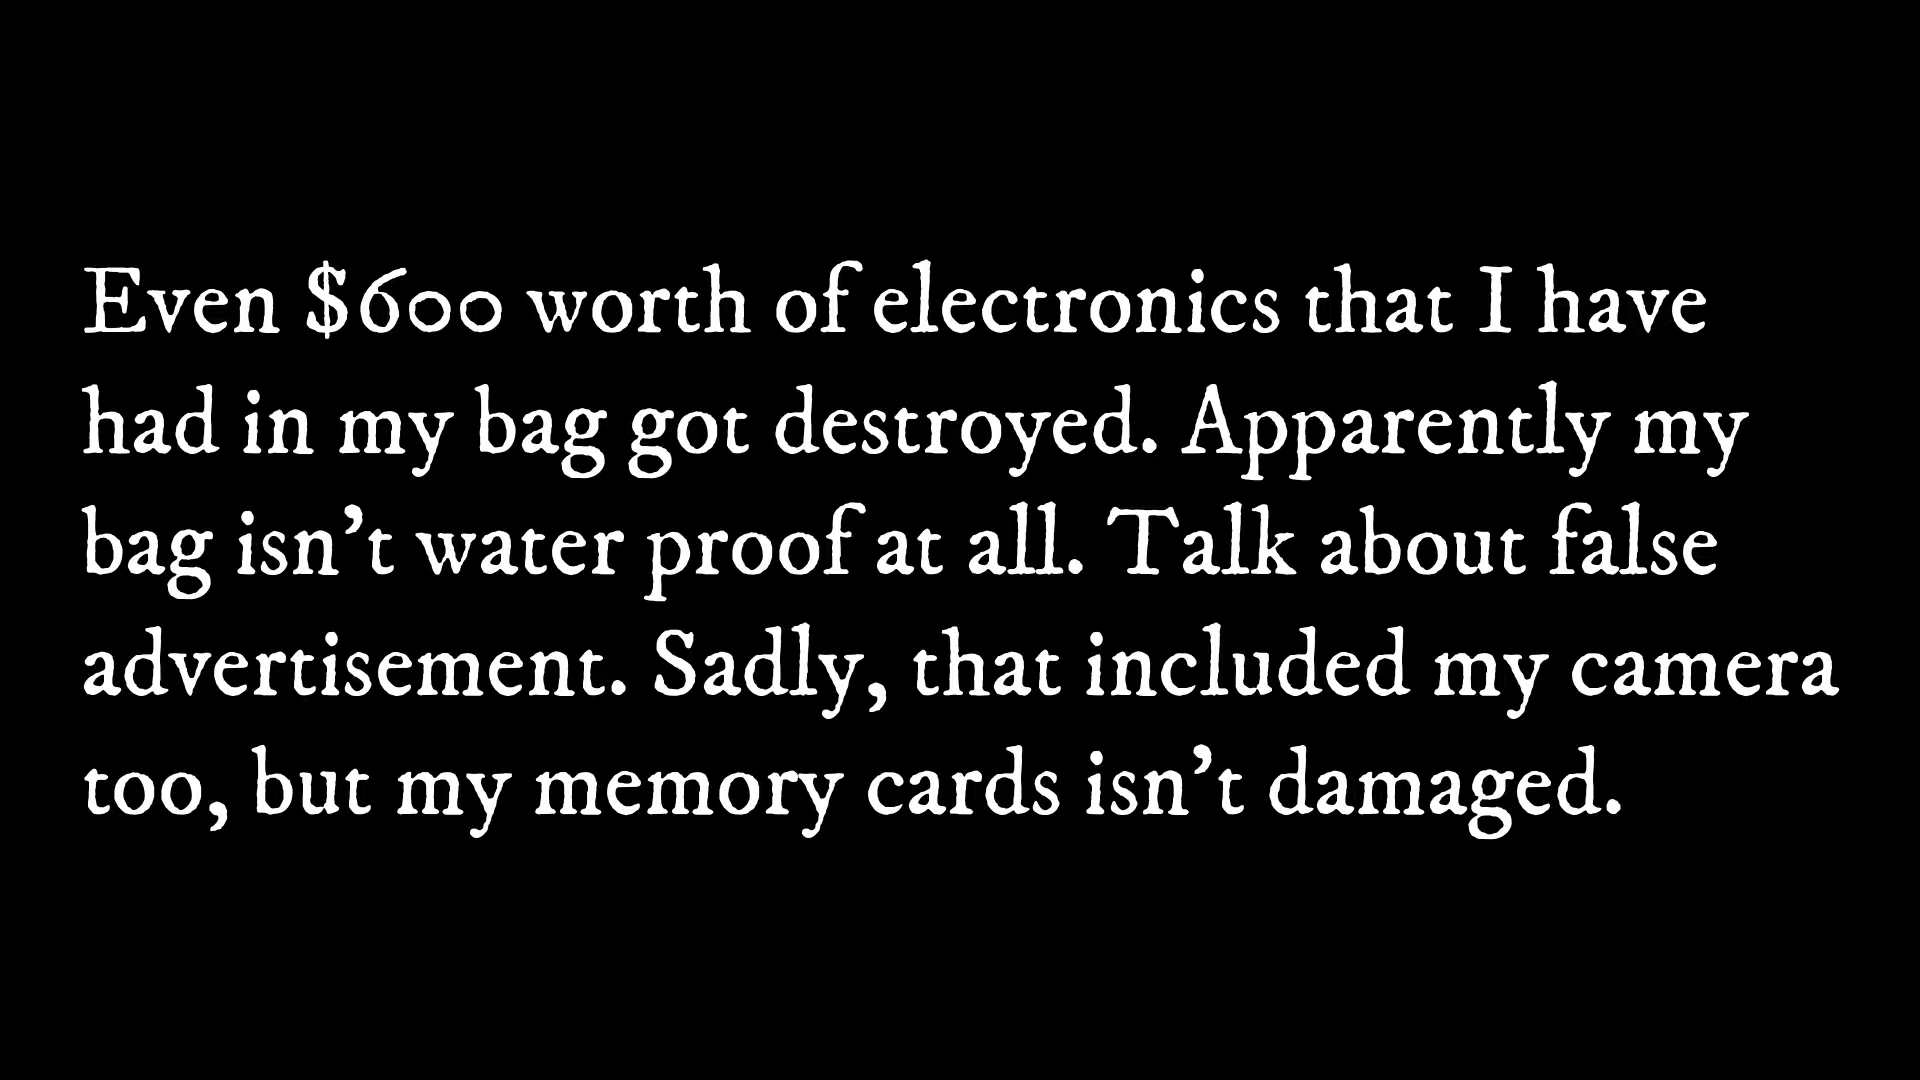 Even $600 worth of electronics that I have
had in my bag got destroyed. Apparently my
bag isn’t water proof at all. Talk about false
advertisement. Sadly, that included my camera
too, but my memory cards isn’t damaged.